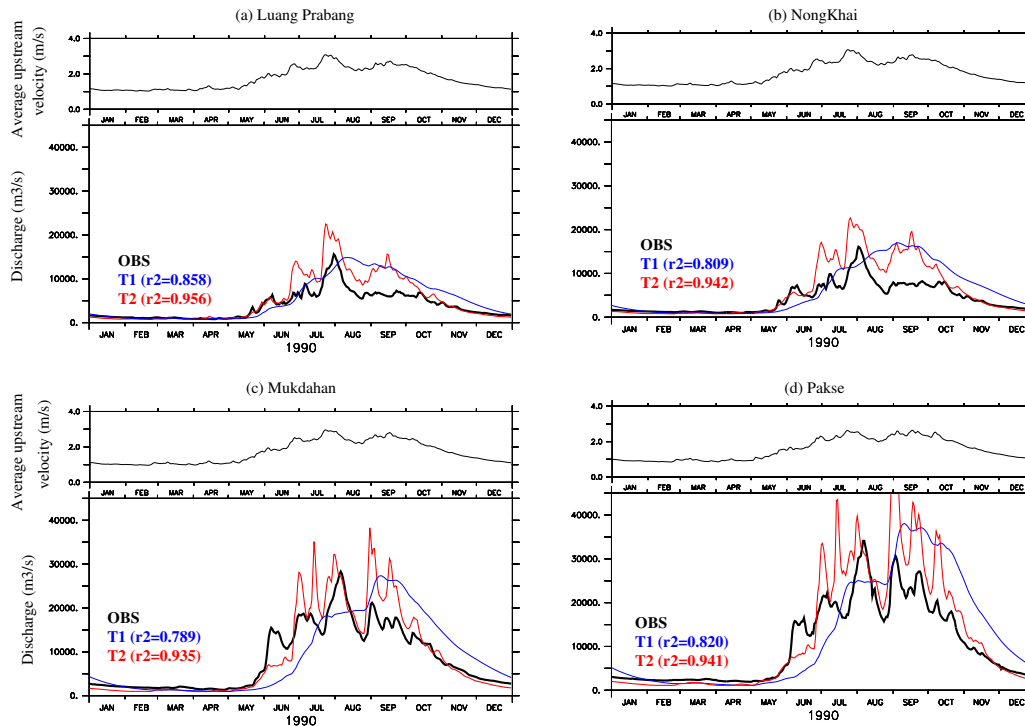 (a) Luang Prabang
Average upstream
velocity (m/s)
4.0
2.0
0.0
JAN FEB MAR APR MAY JUN JUL AUG SEP OCT NOV DEC
Discharge (m3/s)
40000.
30000.
20000.
10000.
0.
OBS
T1 (r2=0.858)
T2 (r2=0.956)
JAN FEB MAR APR MAY JUN JUL AUG SEP OCT NOV DEC
1990
(b) NongKhai
4.0
2.0
0.0
JAN FEB MAR APR MAY JUN JUL AUG SEP OCT NOV DEC
40000.
30000.
20000.
10000.
0.
OBS
T1 (r2=0.809)
T2 (r2=0.942)
JAN FEB MAR APR MAY JUN JUL AUG SEP OCT NOV DEC
1990
(c) Mukdahan
Average upstream
velocity (m/s)
4.0
2.0
0.0
JAN FEB MAR APR MAY JUN JUL AUG SEP OCT NOV DEC
Discharge (m3/s)
40000.
30000.
20000.
10000.
0.
OBS
T1 (r2=0.789)
T2 (r2=0.935)
JAN FEB MAR APR MAY JUN JUL AUG SEP OCT NOV DEC
1990
(d) Pakse
4.0
2.0
0.0
JAN FEB MAR APR MAY JUN JUL AUG SEP OCT NOV DEC
40000.
30000.
20000.
10000.
0.
OBS
T1 (r2=0.820)
T2 (r2=0.941)
JAN FEB MAR APR MAY JUN JUL AUG SEP OCT NOV DEC
1990